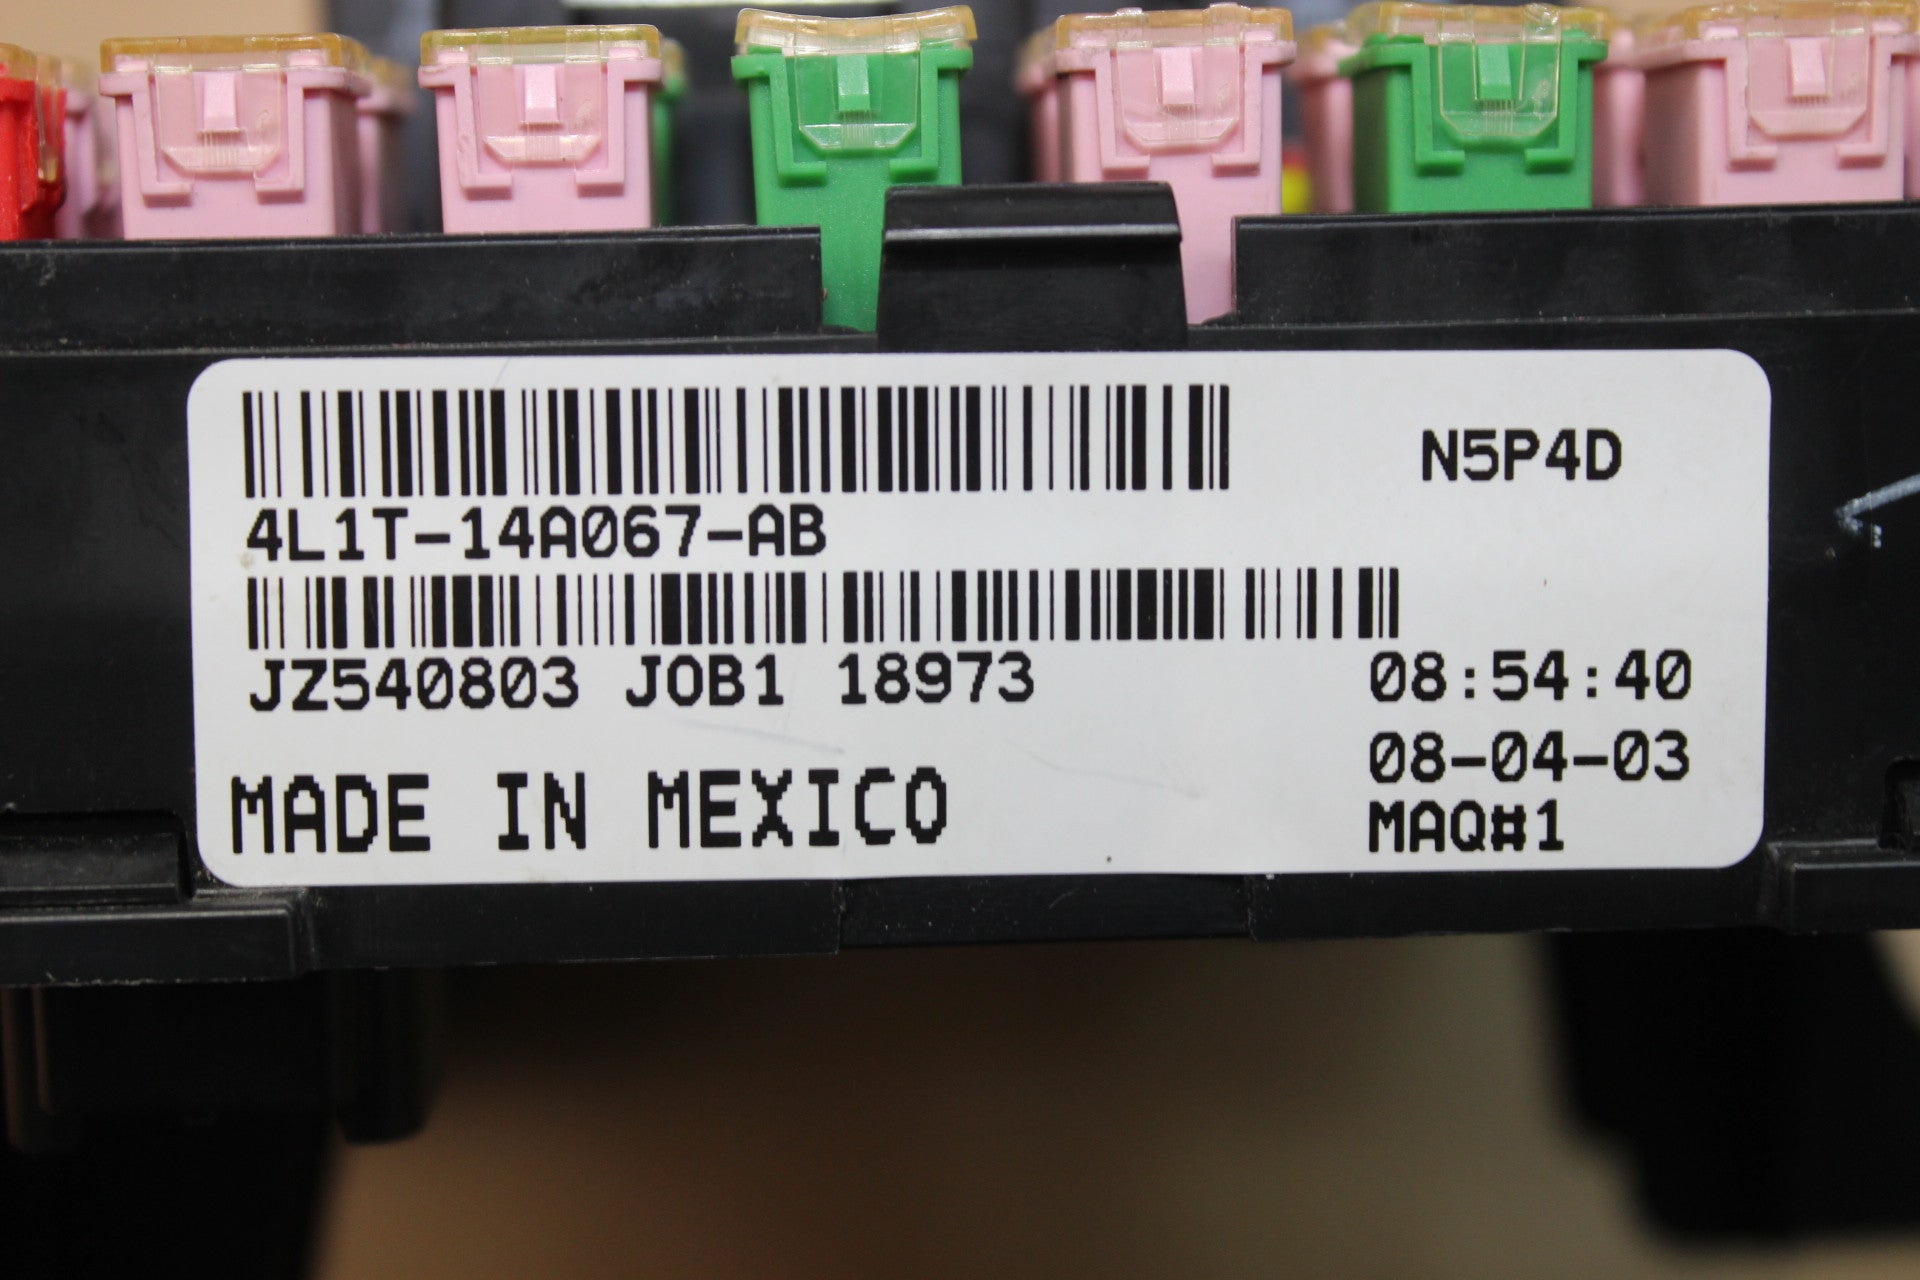 N5P4D
4L1T-14A067-AB
JZ540803 JOB1 18973 08:54:40
08-04-03
MADE IN MEXICO MAQ#1